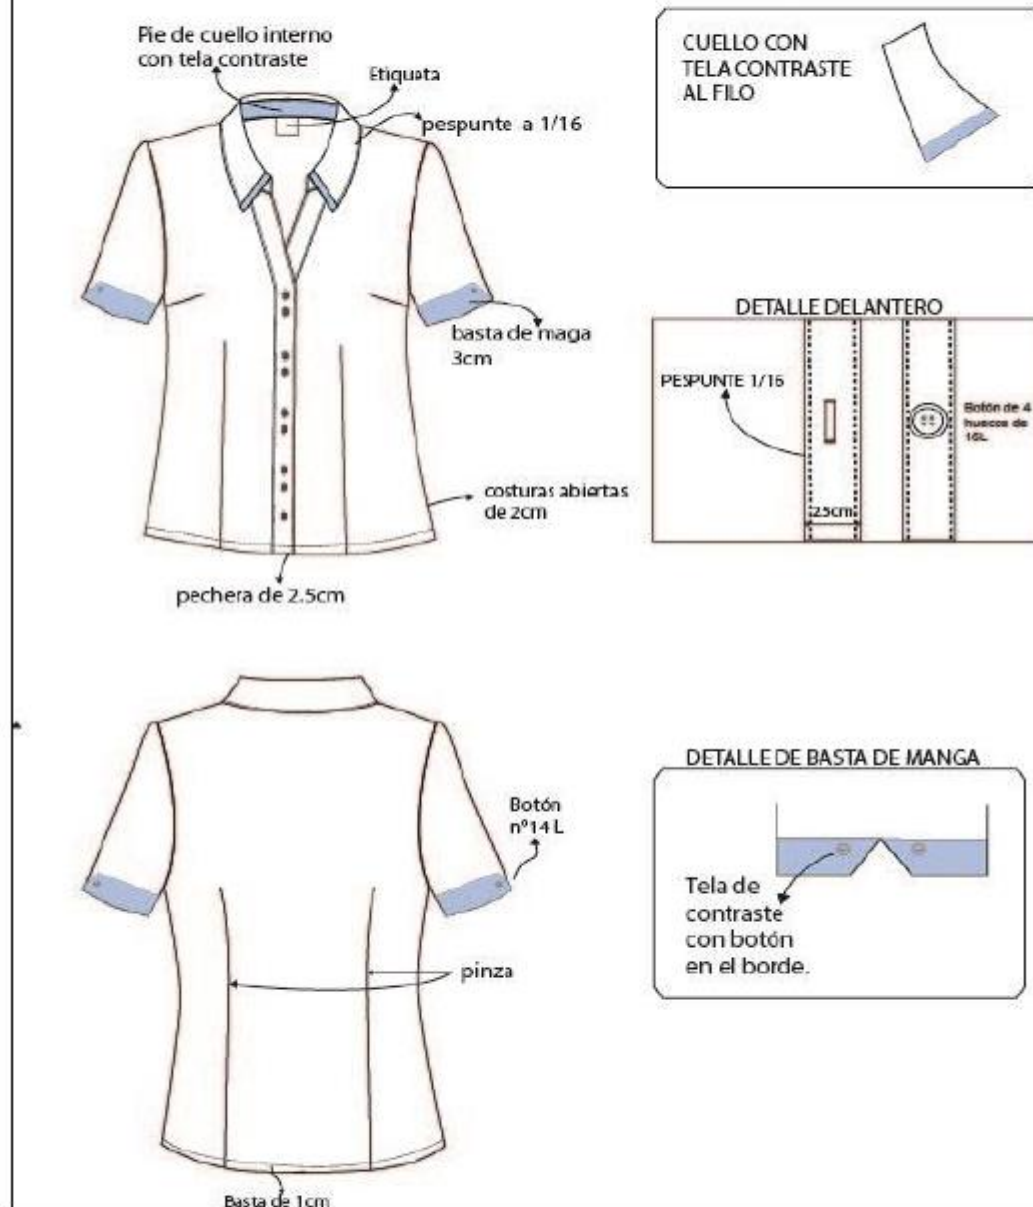 Pie de cuello interno
con tela contraste
Etiqueta
pespunte a 1/16
basta de maga
3cm
costuras abiertas
de 2cm
pechera de 2.5cm
CUELLO CON
TELA CONTRASTE
AL FILO
DETALLE DELANTERO
PESPUNTE 1/16
Botón de 4
huecos de
16L
2.5cm
Botón
nº14 L
pinza
Basta de 1cm
DETALLE DE BASTA DE MANGA
Tela de
contraste
con botón
en el borde.